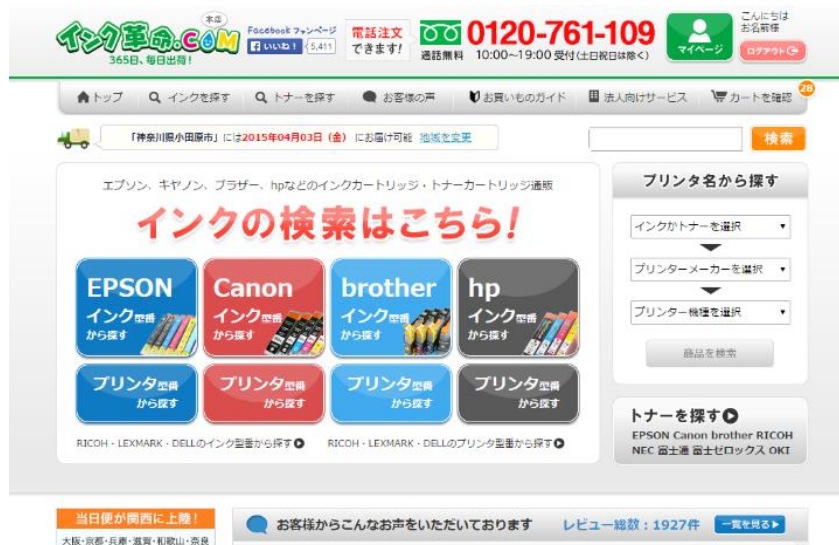 インク革命.COM
本店
365日、毎日出荷!
Facebook ファンページ
いいね! 5,411
電話注文
できます!
0120-761-109
通話無料 10:00~19:00 受付(土日祝日は除く)
マイページ
こんにちは
お名前様
ログアウト
トップ
インクを探す
トナーを探す
お客様の声
お買いものガイド
法人向けサービス
カートを確認
28
「神奈川県小田原市」には2015年04月03日(金) にお届け可能 地域を変更
検索
エプソン、キヤノン、ブラザー、hpなどのインクカートリッジ・トナーカートリッジ通販
インクの検索はこちら!
EPSON
インク型番
から探す
Canon
インク型番
から探す
brother
インク型番
から探す
hp
インク型番
から探す
プリンタ型番
から探す
プリンタ型番
から探す
プリンタ型番
から探す
プリンタ型番
から探す
RICOH・LEXMARK・DELLのインク型番から探す
RICOH・LEXMARK・DELLのプリンタ型番から探す
プリンタ名から探す
インクかトナーを選択
プリンターメーカーを選択
プリンター機種を選択
商品を検索
トナーを探す
EPSON Canon brother RICOH
NEC 富士通 富士ゼロックス OKI
当日便が関西に上陸!
大阪・京都・兵庫・滋賀・和歌山・奈良
お客様からこんなお声をいただいております
レビュー総数:1927件
一覧を見る